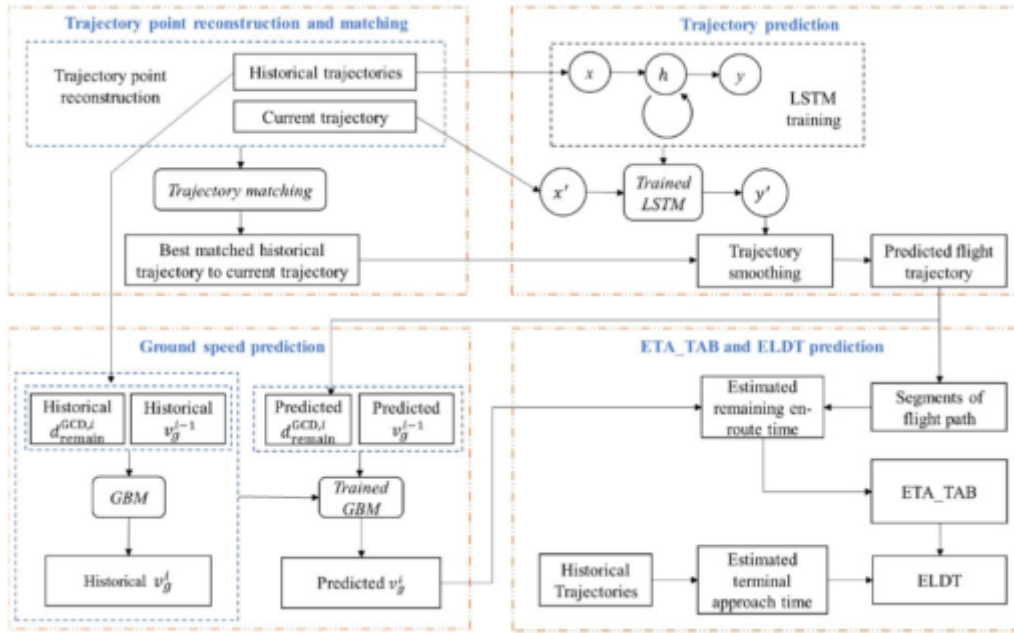 Trajectory point reconstruction and matching
Trajectory point
reconstruction
Historical trajectories
Current trajectory
Trajectory matching
Best matched historical
trajectory to current trajectory
Trajectory prediction
x
h
y
LSTM
training
x'
Trained
LSTM
y'
Trajectory
smoothing
Predicted flight
trajectory
Ground speed prediction
Historical
d_remain^GCD,i
Historical
v_g^i−1
Predicted
d_remain^GCD,i
Predicted
v_g^i−1
GBM
Trained
GBM
Historical v_g^i
Predicted v_g^i
ETA_TAB and ELDT prediction
Estimated
remaining en-
route time
Segments of
flight path
ETA_TAB
Historical
Trajectories
Estimated
terminal
approach time
ELDT